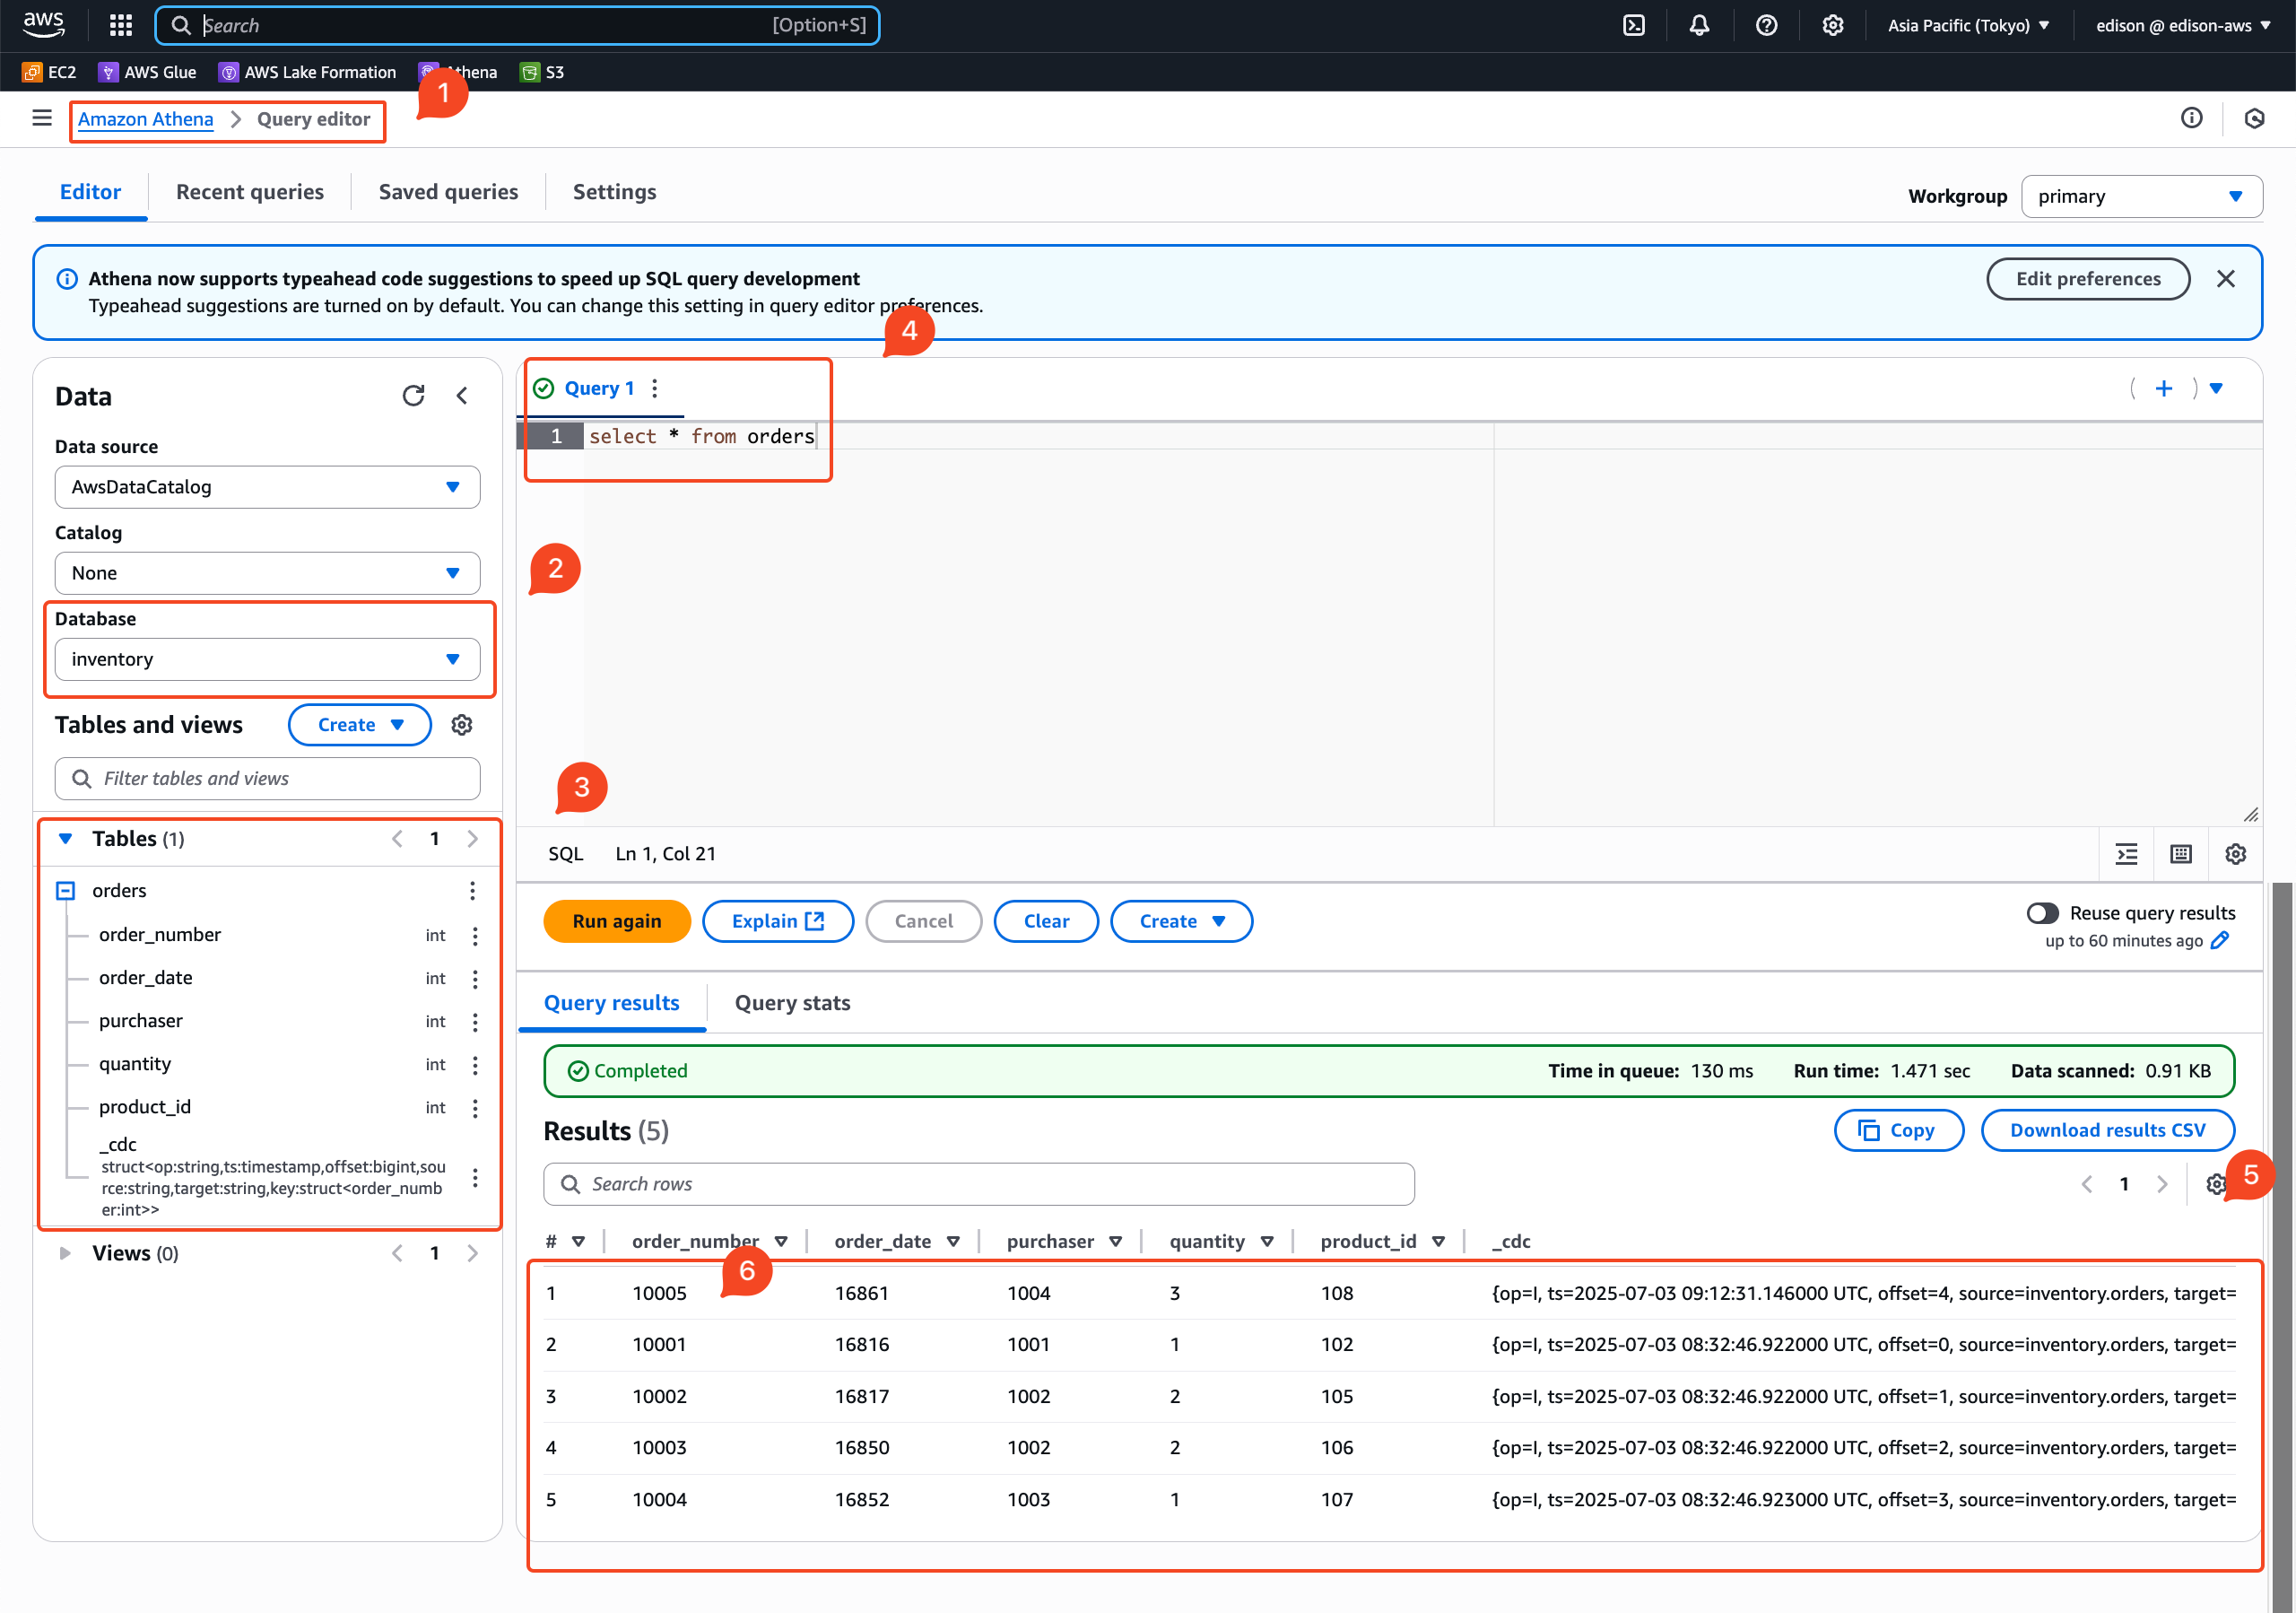 aws
Search [Option+S]
Asia Pacific (Tokyo)
edison @ edison-aws
EC2 AWS Glue AWS Lake Formation Athena S3
1
Amazon Athena > Query editor
Editor Recent queries Saved queries Settings
Workgroup primary
Athena now supports typeahead code suggestions to speed up SQL query development
Typeahead suggestions are turned on by default. You can change this setting in query editor preferences.
Edit preferences
4
Data
Data source
AwsDataCatalog
Catalog
None
2
Database
inventory
Tables and views
Create
Filter tables and views
3
Tables (1)
1
orders
order_number int
order_date int
purchaser int
quantity int
product_id int
_cdc
struct<op:string,ts:timestamp,offset:bigint,sou
rce:string,target:string,key:struct<order_numb
er:int>>
Views (0)
1
Query 1
1 select * from orders
SQL Ln 1, Col 21
Run again Explain Cancel Clear Create
Reuse query results
up to 60 minutes ago
Query results Query stats
Completed
Time in queue: 130 ms Run time: 1.471 sec Data scanned: 0.91 KB
Results (5)
Copy Download results CSV
Search rows
1
5
# order_number order_date purchaser quantity product_id _cdc
6
1 10005 16861 1004 3 108 {op=I, ts=2025-07-03 09:12:31.146000 UTC, offset=4, source=inventory.orders, target=
2 10001 16816 1001 1 102 {op=I, ts=2025-07-03 08:32:46.922000 UTC, offset=0, source=inventory.orders, target=
3 10002 16817 1002 2 105 {op=I, ts=2025-07-03 08:32:46.922000 UTC, offset=1, source=inventory.orders, target=
4 10003 16850 1002 2 106 {op=I, ts=2025-07-03 08:32:46.922000 UTC, offset=2, source=inventory.orders, target=
5 10004 16852 1003 1 107 {op=I, ts=2025-07-03 08:32:46.923000 UTC, offset=3, source=inventory.orders, target=